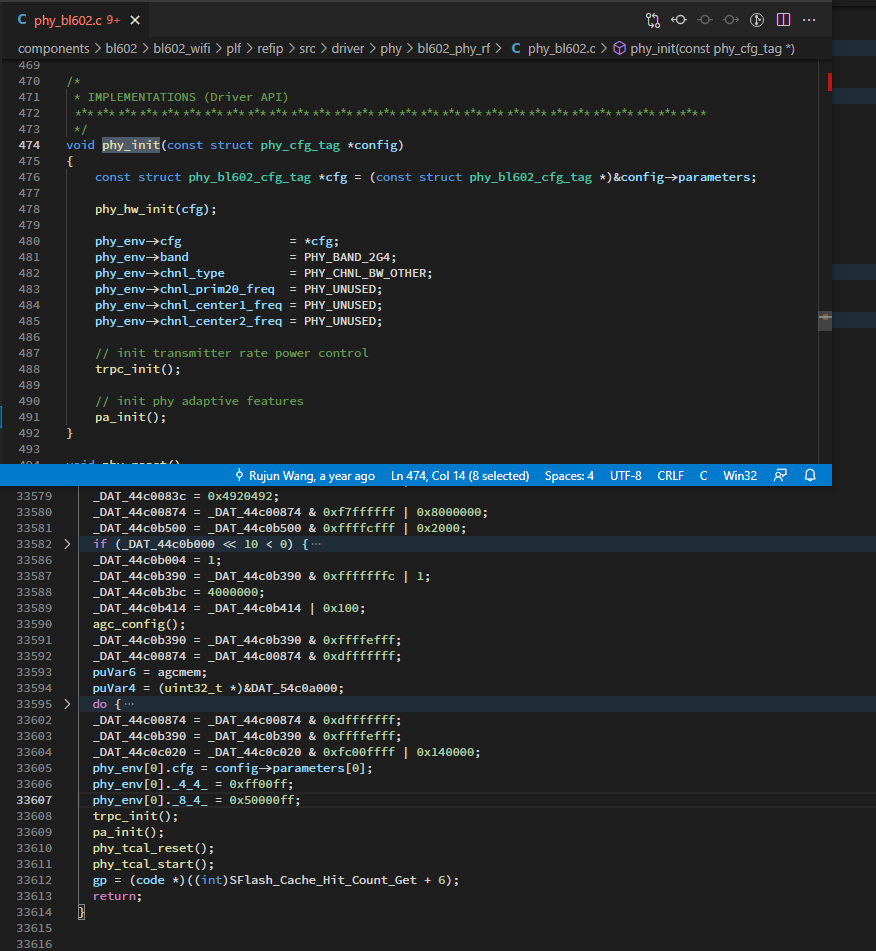 C phy_bl602.c 9+ ×
components > bl602 > bl602_wifi > plf > refip > src > driver > phy > bl602_phy_rf > C phy_bl602.c > phy_init(const phy_cfg_tag *)
469
470 /*
471 * IMPLEMENTATIONS (Driver API)
472
473 */
474 void phy_init(const struct phy_cfg_tag *config)
475 {
476 const struct phy_bl602_cfg_tag *cfg = (const struct phy_bl602_cfg_tag *)&config->parameters;
477
478 phy_hw_init(cfg);
479
480 phy_env->cfg = *cfg;
481 phy_env->band = PHY_BAND_2G4;
482 phy_env->chnl_type = PHY_CHNL_BW_OTHER;
483 phy_env->chnl_prim20_freq = PHY_UNUSED;
484 phy_env->chnl_center1_freq = PHY_UNUSED;
485 phy_env->chnl_center2_freq = PHY_UNUSED;
486
487 // init transmitter rate power control
488 trpc_init();
489
490 // init phy adaptive features
491 pa_init();
492 }
493
Rujun Wang, a year ago Ln 474, Col 14 (8 selected) Spaces: 4 UTF-8 CRLF C Win32
33579 _DAT_44c0083c = 0x4920492;
33580 _DAT_44c00874 = _DAT_44c00874 & 0xf7ffffff | 0x8000000;
33581 _DAT_44c0b500 = _DAT_44c0b500 & 0xffffcfff | 0x2000;
33582 > if (_DAT_44c0b000 << 10 < 0) {…
33586 _DAT_44c0b004 = 1;
33587 _DAT_44c0b390 = _DAT_44c0b390 & 0xfffffffc | 1;
33588 _DAT_44c0b3bc = 4000000;
33589 _DAT_44c0b414 = _DAT_44c0b414 | 0x100;
33590 agc_config();
33591 _DAT_44c0b390 = _DAT_44c0b390 & 0xffffefff;
33592 _DAT_44c00874 = _DAT_44c00874 & 0xdfffffff;
33593 puVar6 = agcmem;
33594 puVar4 = (uint32_t *)&DAT_54c0a000;
33595 > do {…
33602 _DAT_44c00874 = _DAT_44c00874 & 0xdfffffff;
33603 _DAT_44c0b390 = _DAT_44c0b390 & 0xffffefff;
33604 _DAT_44c0c020 = _DAT_44c0c020 & 0xfc00ffff | 0x140000;
33605 phy_env[0].cfg = config->parameters[0];
33606 phy_env[0]._4_4_ = 0xff00ff;
33607 phy_env[0]._8_4_ = 0x50000ff;
33608 trpc_init();
33609 pa_init();
33610 phy_tcal_reset();
33611 phy_tcal_start();
33612 gp = (code *)((int)SFlash_Cache_Hit_Count_Get + 6);
33613 return;
33614 }
33615
33616